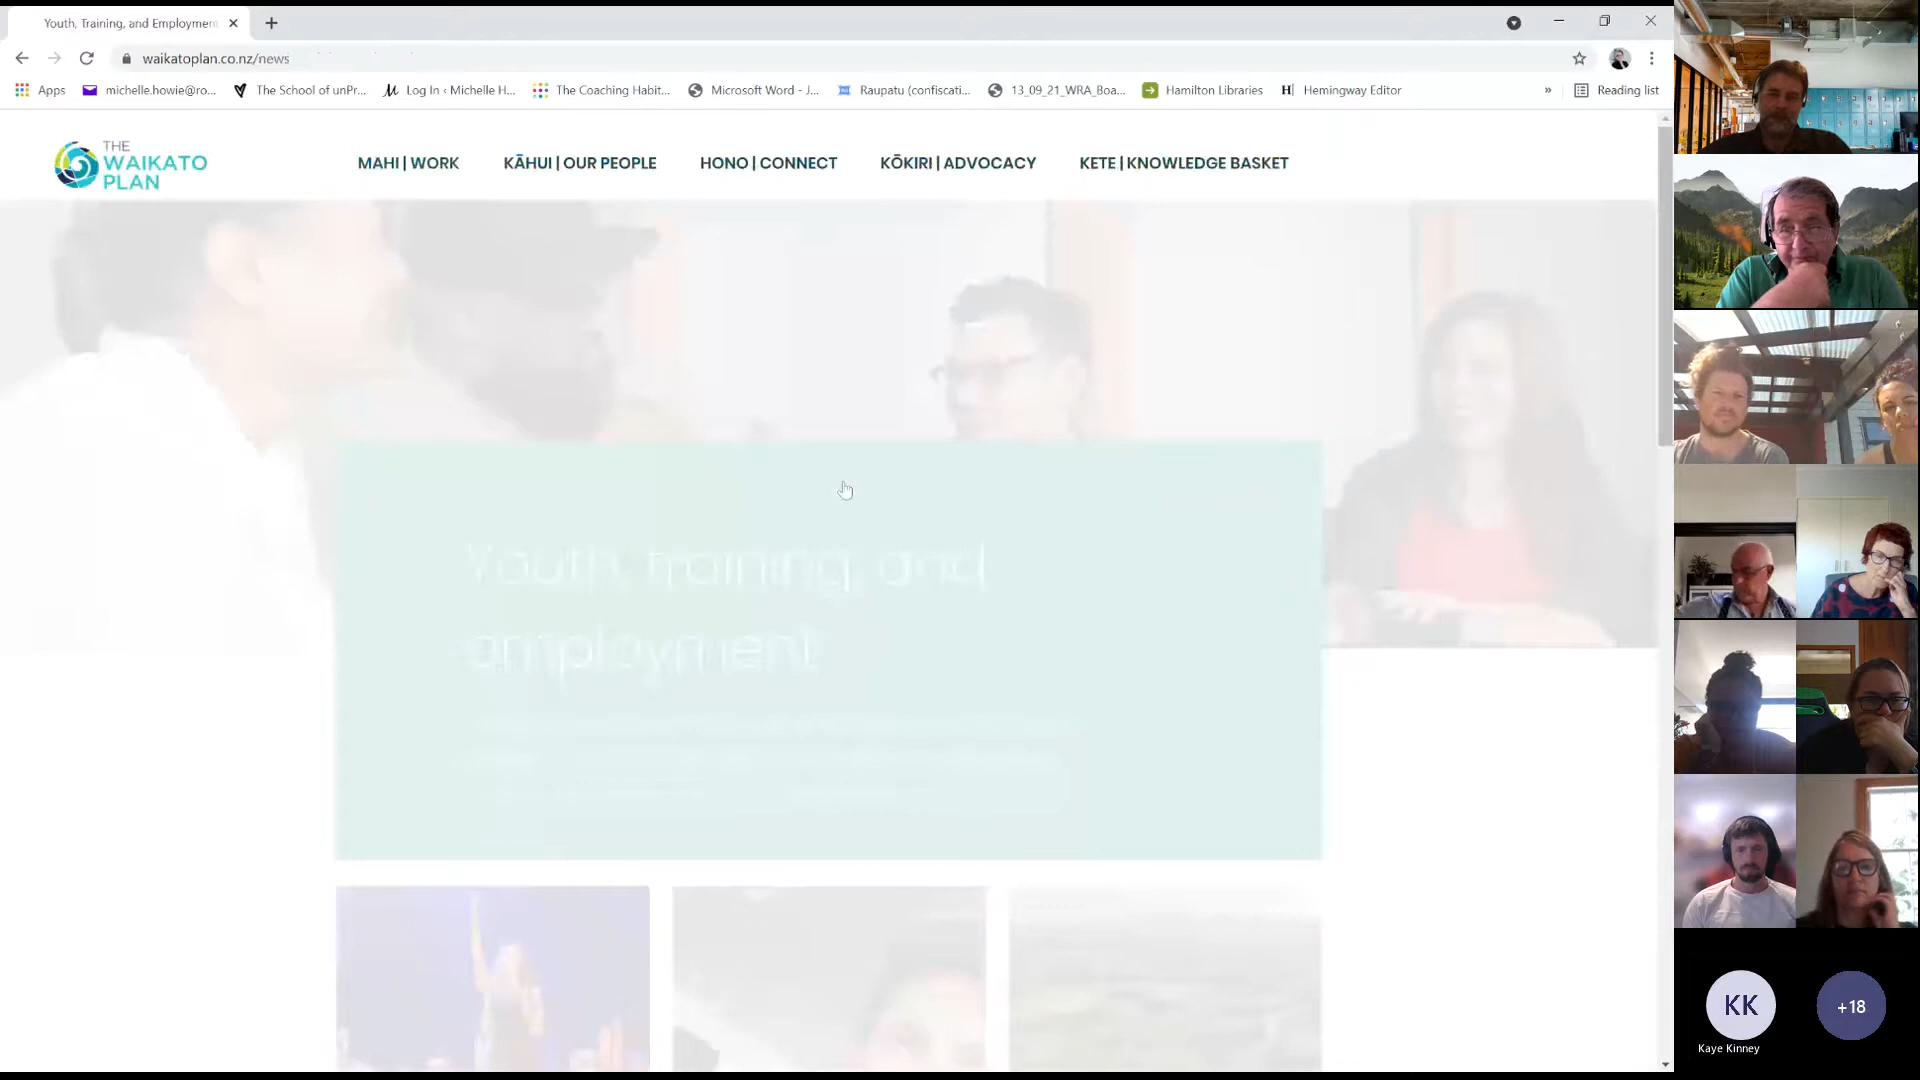 Youth, Training, and Employmen
waikatoplan.co.nz/news
Apps
michelle.howie@ro...
The School of unPr...
Log In ‹ Michelle H...
The Coaching Habit...
Microsoft Word - J...
Raupatu (confiscati...
13_09_21_WRA_Boa...
Hamilton Libraries
H
Hemingway Editor
»
Reading list
THE
WAIKATO
PLAN
MAHI | WORK
KĀHUI | OUR PEOPLE
HONO | CONNECT
KŌKIRI | ADVOCACY
KETE | KNOWLEDGE BASKET
Youth, training, and
employment
KK
+18
Kaye Kinney